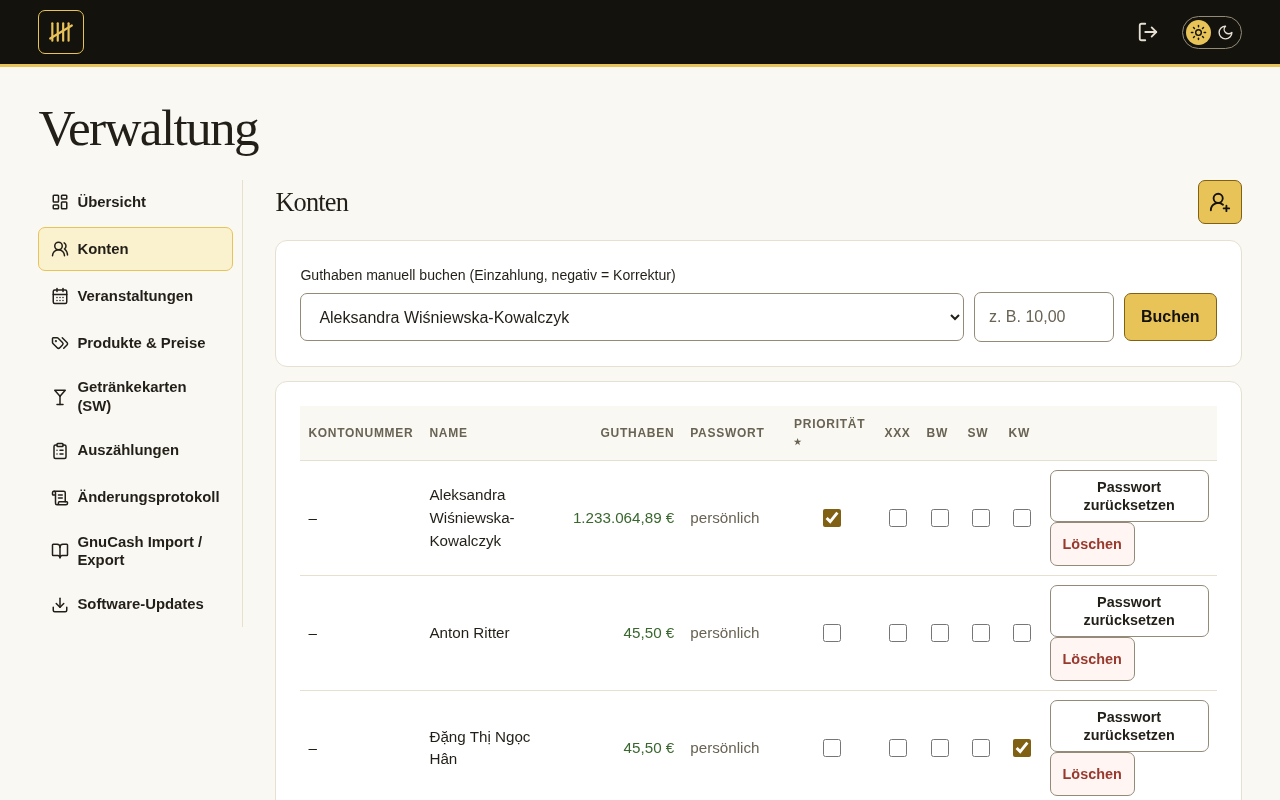 Verwaltung
Übersicht
Konten
Veranstaltungen
Produkte & Preise
Getränkekarten
(SW)
Auszählungen
Änderungsprotokoll
GnuCash Import /
Export
Software-Updates
Konten
Guthaben manuell buchen (Einzahlung, negativ = Korrektur)
Aleksandra Wiśniewska-Kowalczyk z. B. 10,00 Buchen
KONTONUMMER NAME GUTHABEN PASSWORT PRIORITÄT ★ XXX BW SW KW
– Aleksandra Wiśniewska-Kowalczyk 1.233.064,89 € persönlich Passwort zurücksetzen
Löschen
– Anton Ritter 45,50 € persönlich Passwort zurücksetzen
Löschen
– Đặng Thị Ngọc Hân 45,50 € persönlich Passwort zurücksetzen
Löschen